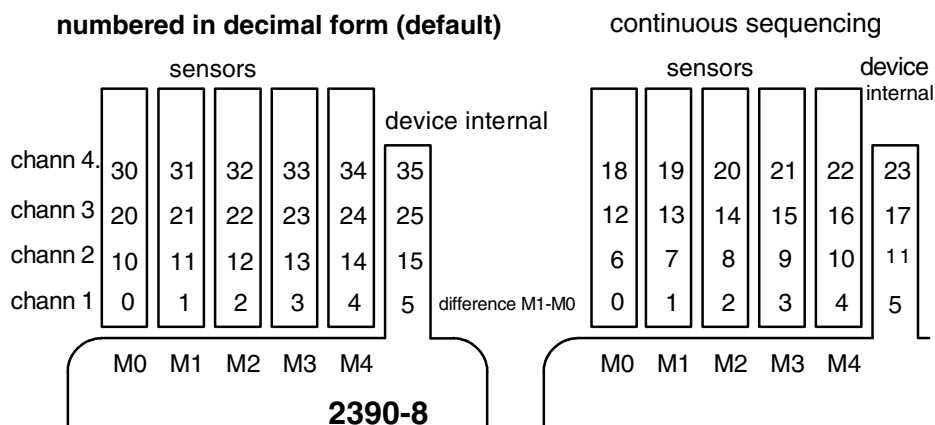 numbered in decimal form (default) continuous sequencing
sensors sensors device
internal
device internal
chann 4. 30 31 32 33 34 35 18 19 20 21 22 23
chann 3 20 21 22 23 24 25 12 13 14 15 16 17
chann 2 10 11 12 13 14 15 6 7 8 9 10 11
chann 1 0 1 2 3 4 5 difference M1-M0 0 1 2 3 4 5
M0 M1 M2 M3 M4 M0 M1 M2 M3 M4
2390-8